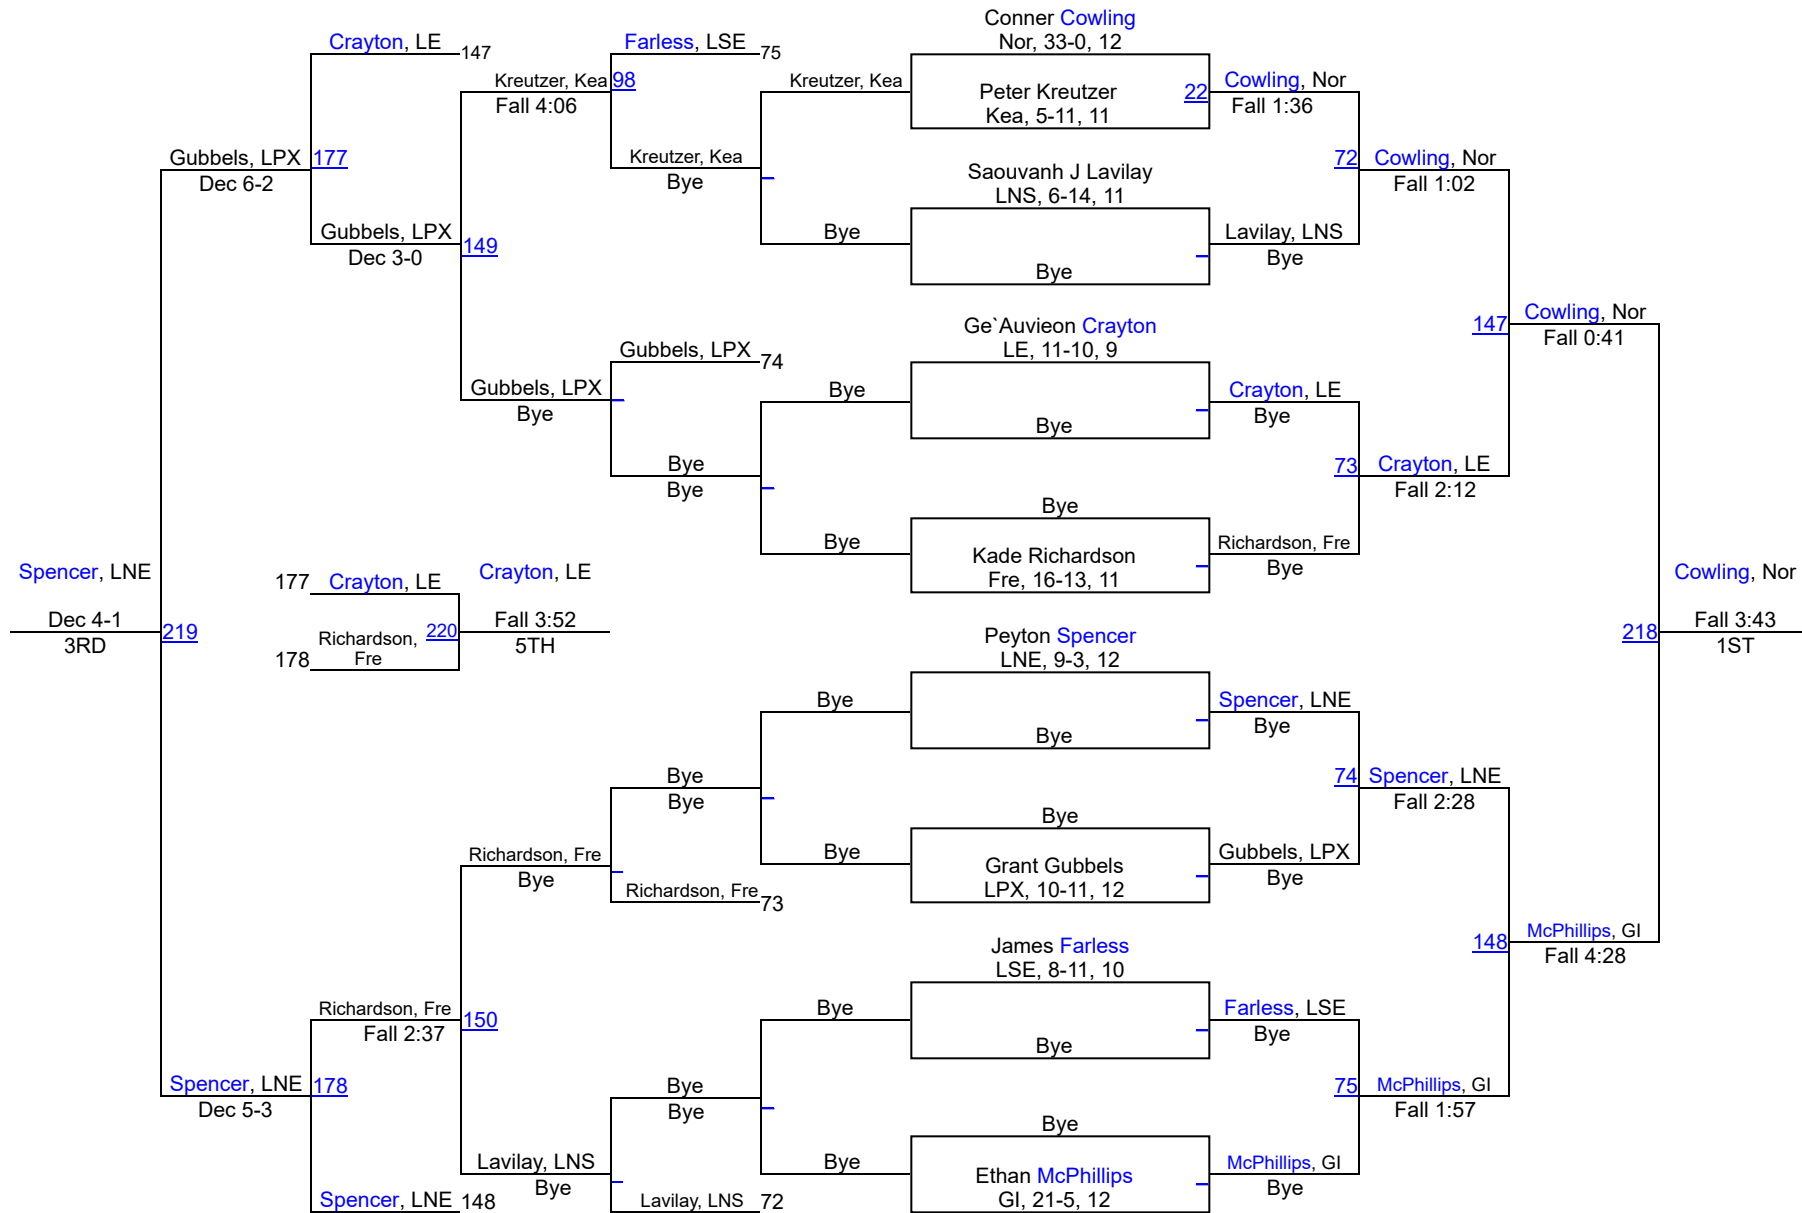 Conner Cowling
Nor, 33-0, 12
Crayton, LE 147
Farless, LSE 75
Kreutzer, Kea 98
Fall 4:06
Kreutzer, Kea
Peter Kreutzer
Kea, 5-11, 11
22
Cowling, Nor
Fall 1:36
Gubbels, LPX 177
Dec 6-2
Kreutzer, Kea
Bye
Saouvanh J Lavilay
LNS, 6-14, 11
72
Cowling, Nor
Fall 1:02
Gubbels, LPX 149
Dec 3-0
Bye
Bye
Lavilay, LNS
Bye
Ge`Auvieon Crayton
LE, 11-10, 9
147
Cowling, Nor
Fall 0:41
Gubbels, LPX 74
Gubbels, LPX
Bye
Bye
Bye
Crayton, LE
Bye
Bye
Bye
73
Crayton, LE
Fall 2:12
Bye
Bye
Kade Richardson
Fre, 16-13, 11
Richardson, Fre
Bye
Spencer, LNE
Dec 4-1
3RD
219
177 Crayton, LE
178 Richardson,
Fre
220
Crayton, LE
Fall 3:52
5TH
Cowling, Nor
218
Fall 3:43
1ST
Peyton Spencer
LNE, 9-3, 12
Bye
Bye
Spencer, LNE
Bye
Bye
Bye
74
Spencer, LNE
Fall 2:28
Bye
Richardson, Fre
Bye
Bye
Grant Gubbels
LPX, 10-11, 12
Gubbels, LPX
Bye
Richardson, Fre 73
James Farless
LSE, 8-11, 10
148
McPhillips, GI
Fall 4:28
Richardson, Fre 150
Fall 2:37
Bye
Bye
Farless, LSE
Bye
Spencer, LNE 178
Dec 5-3
Bye
Bye
75
McPhillips, GI
Fall 1:57
Bye
Lavilay, LNS
Bye
Bye
Ethan McPhillips
GI, 21-5, 12
McPhillips, GI
Bye
Spencer, LNE 148
Lavilay, LNS 72